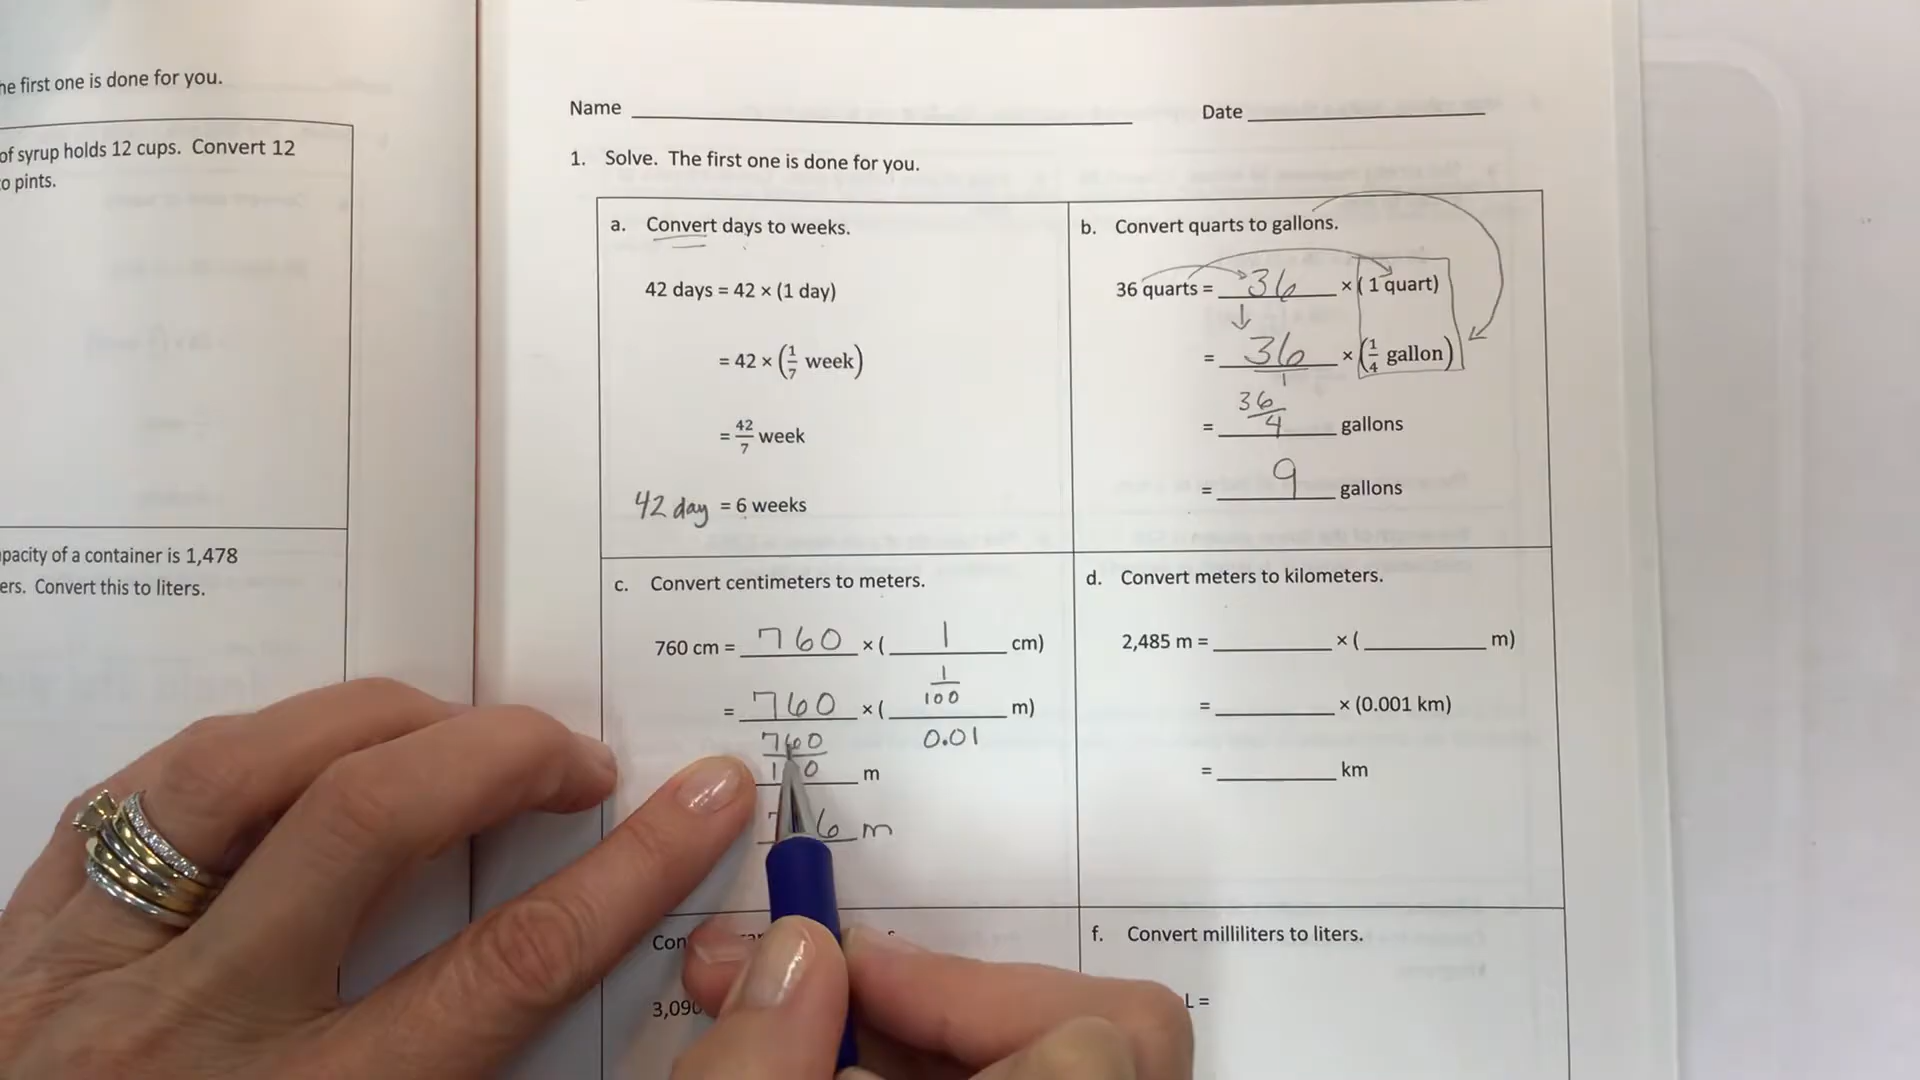 he first one is done for you.
of syrup holds 12 cups. Convert 12
o pints.
pacity of a container is 1,478
ers. Convert this to liters.
Name Date
1. Solve. The first one is done for you.
a. Convert days to weeks.
42 days = 42 × (1 day)
= 42 × (1/7 week)
= 42/7 week
42 day = 6 weeks
b. Convert quarts to gallons.
36 quarts = 36 × (1 quart)
= 36/1 × (1/4 gallon)
= 36/4 gallons
= 9 gallons
c. Convert centimeters to meters.
760 cm = 760 × ( 1 cm)
= 760 × ( 1/100 m)
0.01
760
m
m
d. Convert meters to kilometers.
2,485 m = × ( m)
= × (0.001 km)
= km
Con
3,090
f. Convert milliliters to liters.
L =